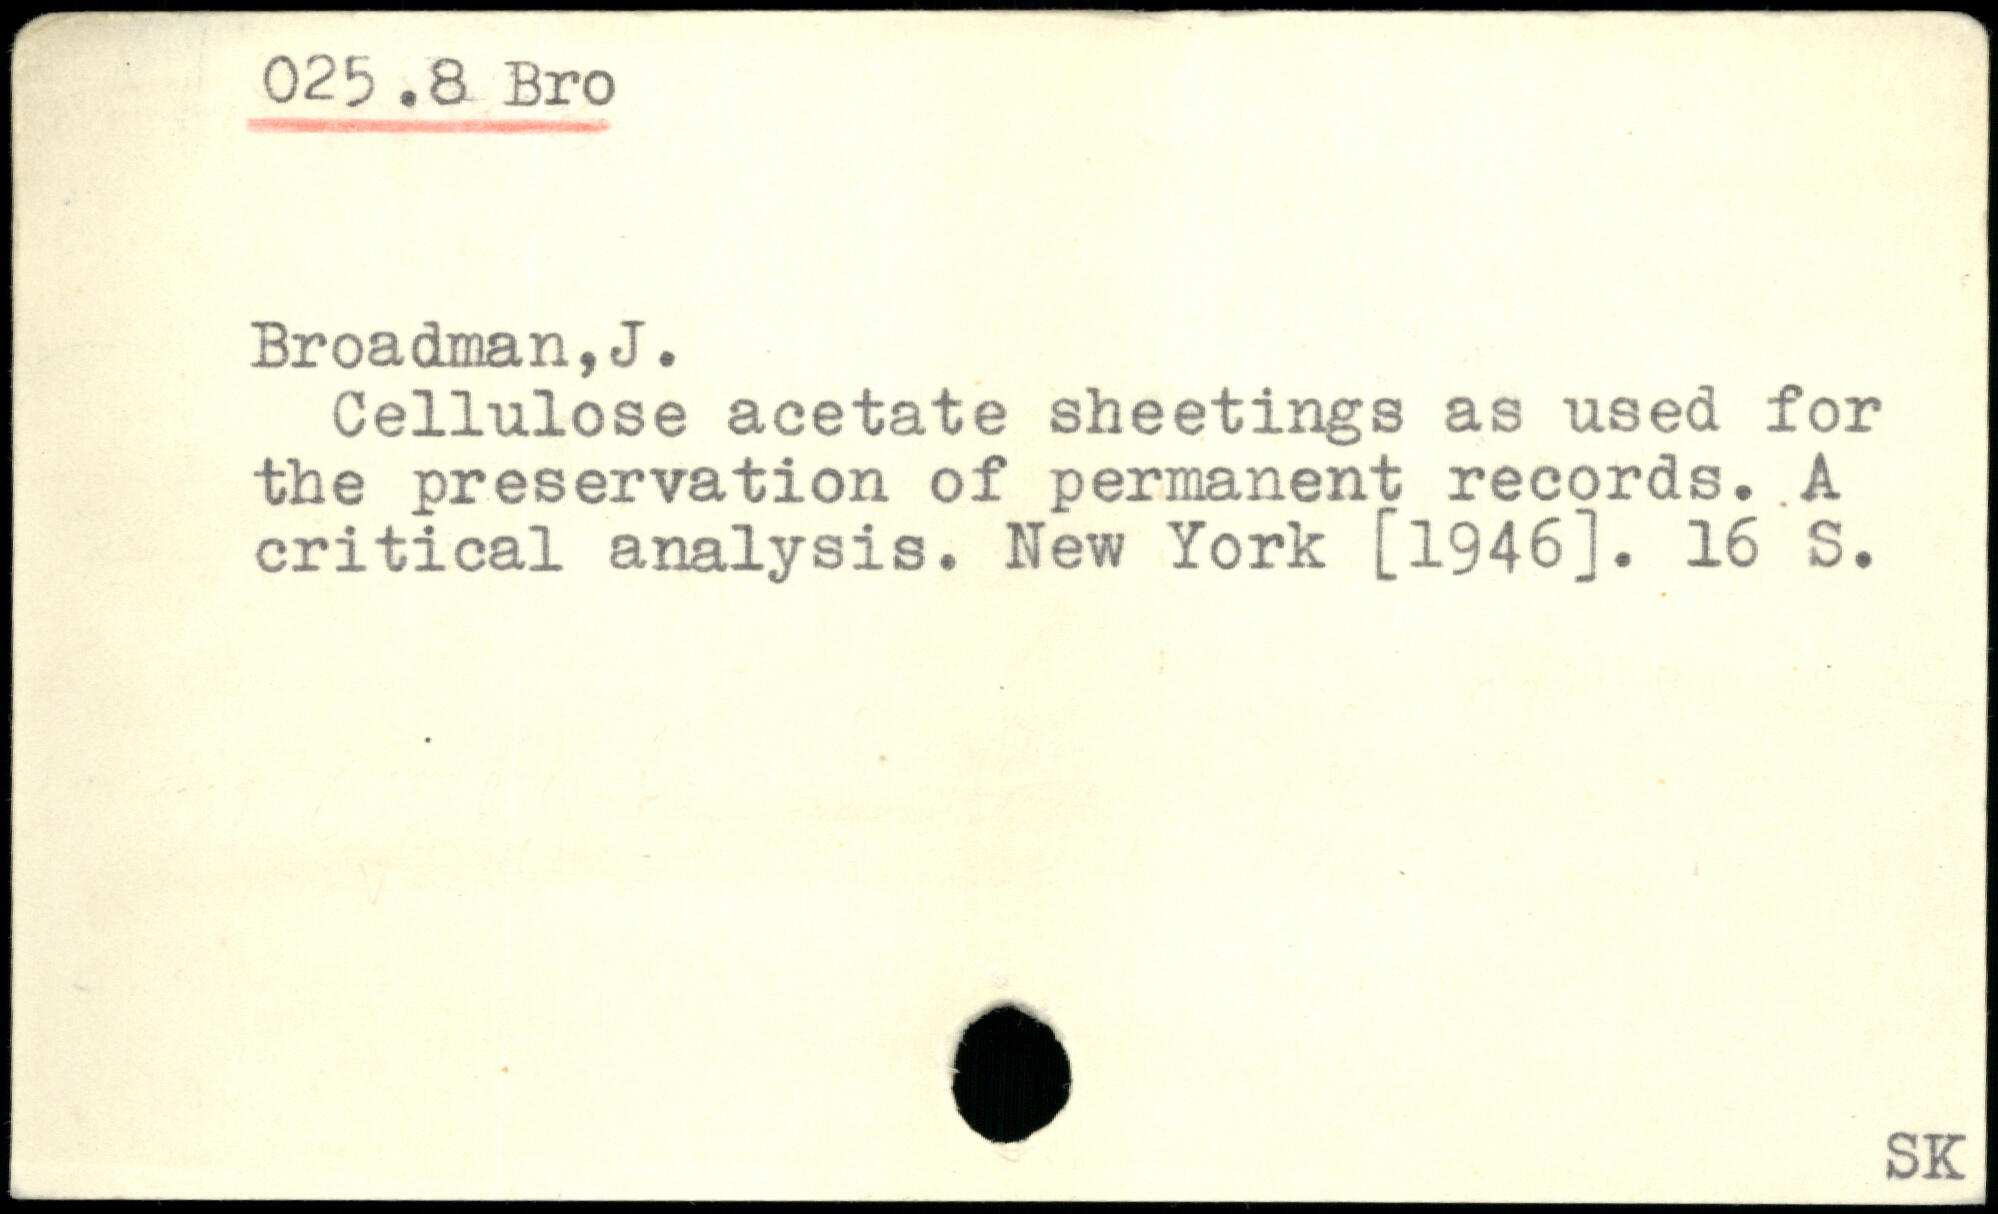 025.8 Bro
Broadman,J.
Cellulose acetate sheetings as used for
the preservation of permanent records. A
critical analysis. New York [1946]. 16 S.
SK